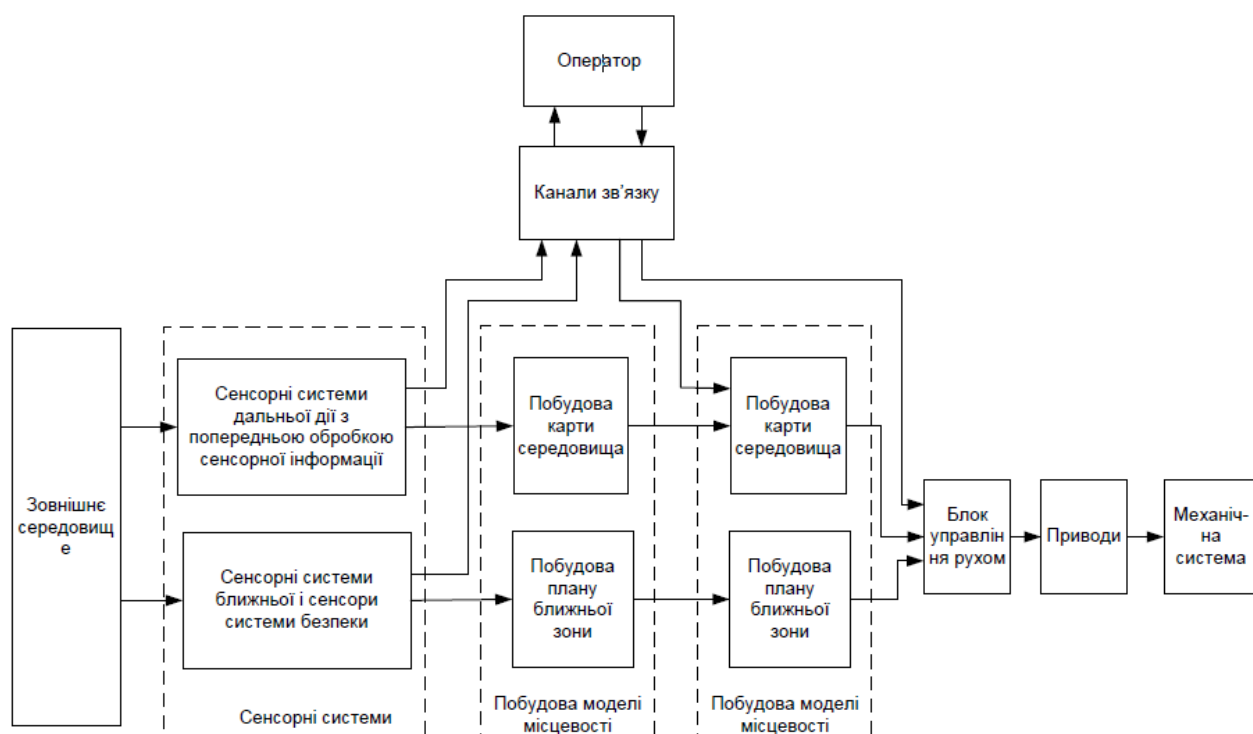 Оператор
Канали зв'язку
Зовнішнє
середовищ
е
Сенсорні системи
дальньої дії з
попередньою обробкою
сенсорної інформації
Сенсорні системи
ближньої і сенсори
системи безпеки
Сенсорні системи
Побудова
карти
середовища
Побудова
плану
ближньої
зони
Побудова моделі
місцевості
Побудова
карти
середовища
Побудова
плану
ближньої
зони
Побудова моделі
місцевості
Блок
управлін
ня рухом
Приводи
Механіч-
на
система